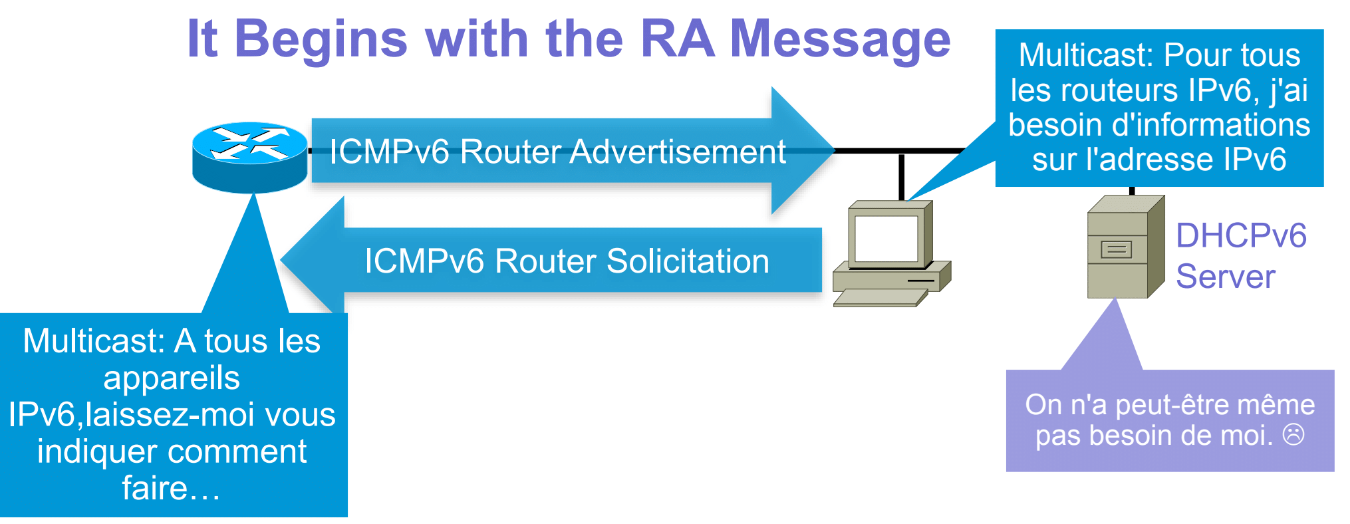 It Begins with the RA Message
Multicast: Pour tous
les routeurs IPv6, j'ai
besoin d'informations
sur l'adresse IPv6
ICMPv6 Router Advertisement
ICMPv6 Router Solicitation
DHCPv6
Server
Multicast: A tous les
appareils
IPv6,laissez-moi vous
indiquer comment
faire…
On n'a peut-être même
pas besoin de moi. ☹